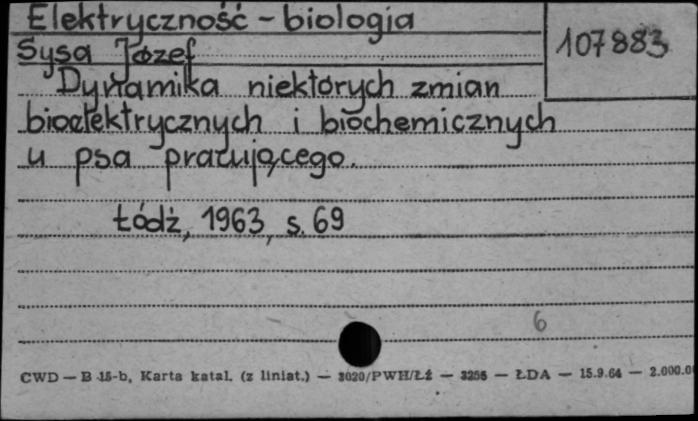 Elektryczność - biologia
107883
Sysa Józef
Dynamika niektórych zmian
bioelektrycznych i biochemicznych
u psa pracującego.
Łódź, 1963, s. 69
6
CWD — B 15-b, Karta katal. (z liniat.) — 3020/PWH/Łż — 3256 — ŁDA — 15.9.64 — 2.000.0